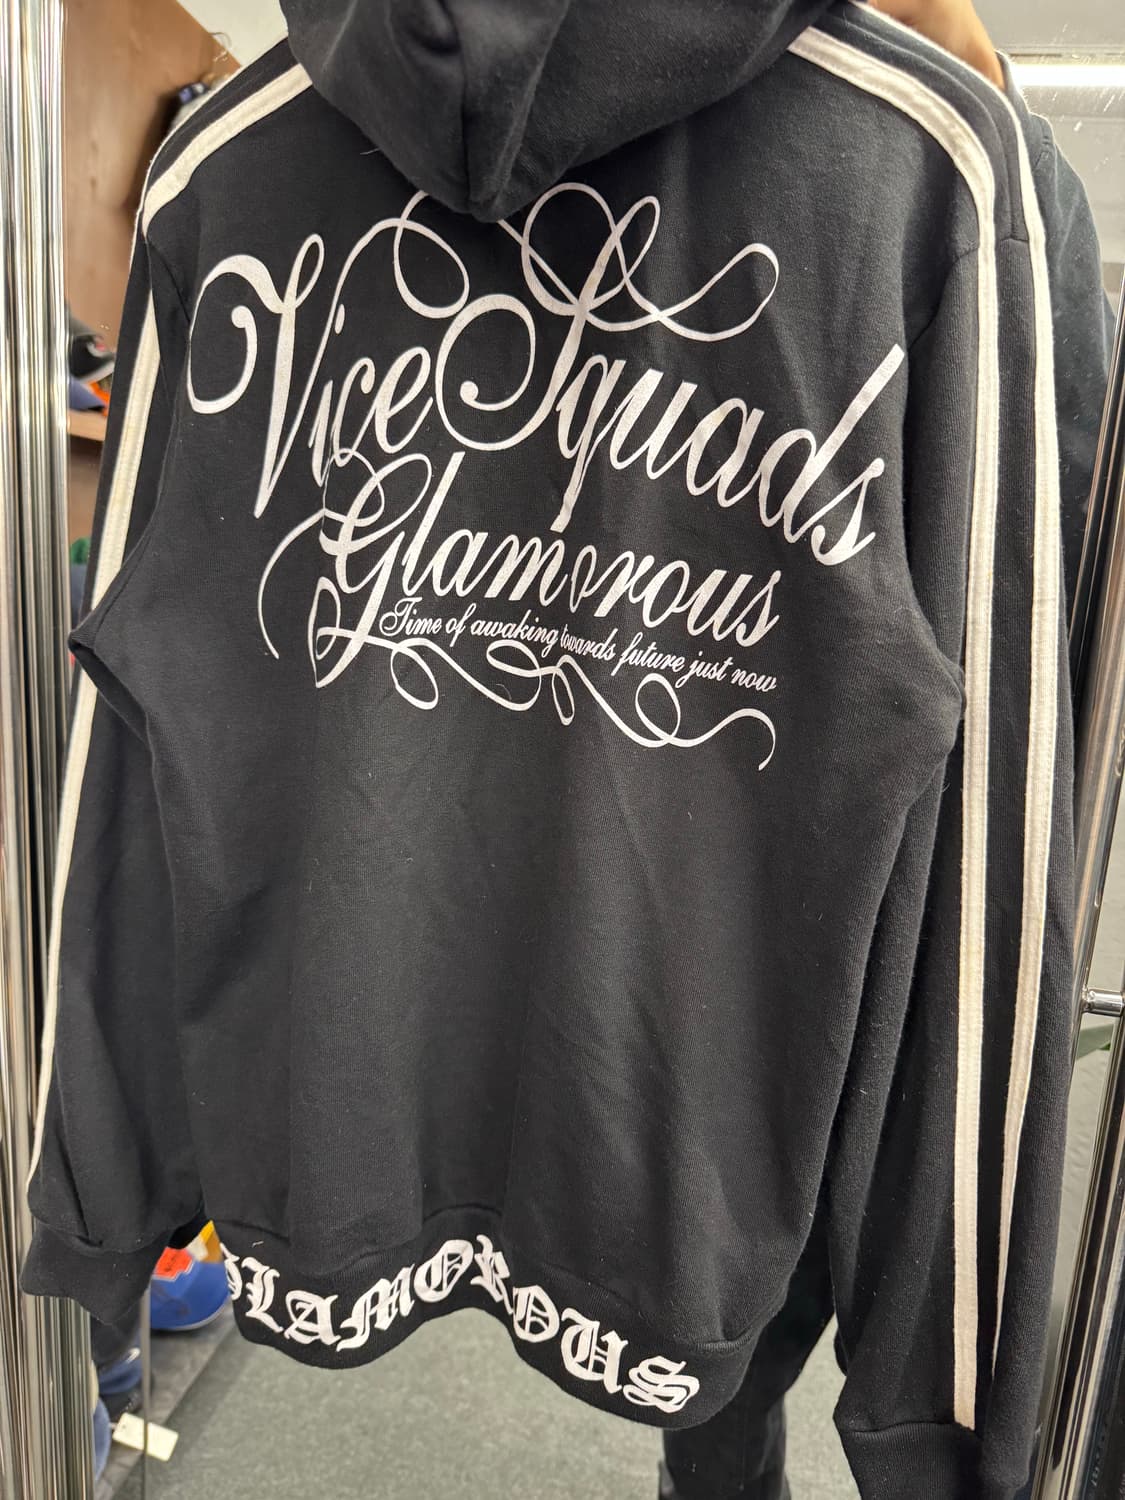 Vice Squads
Glamorous
Time of awaking towards future just now
GLAMOROUS